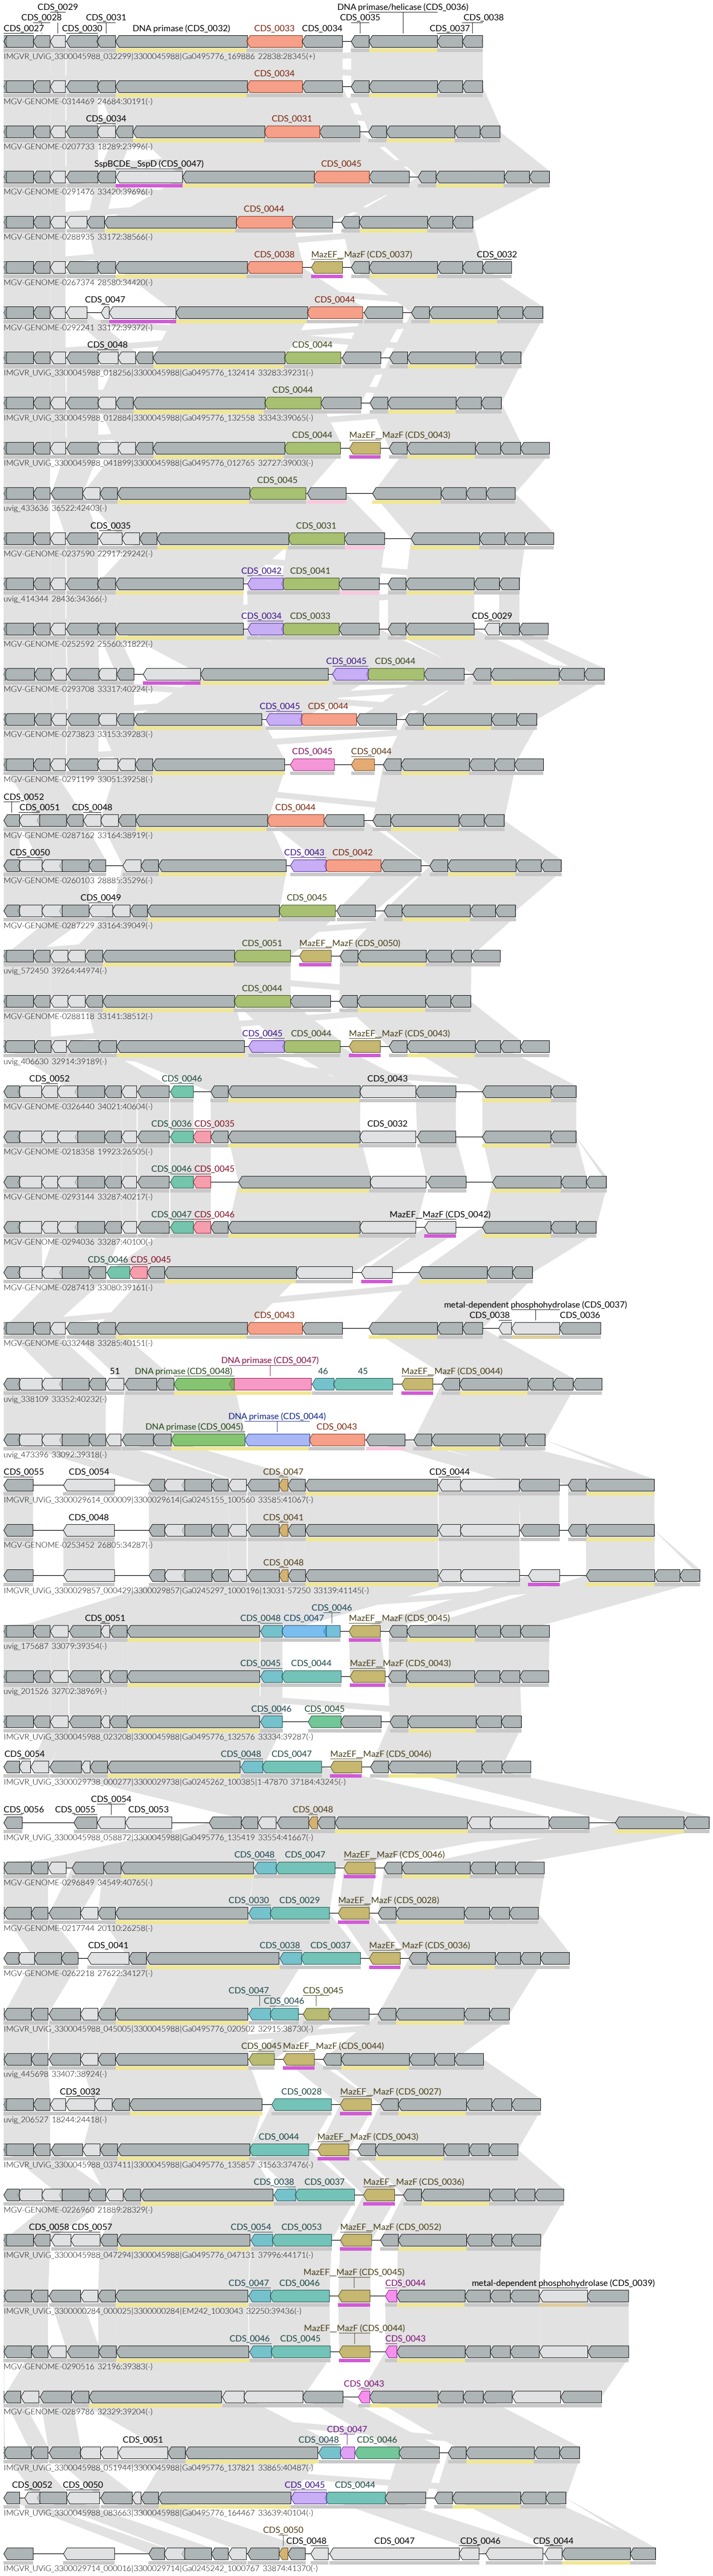 CDS_0029
CDS_0028 CDS_0031 DNA primase/helicase (CDS_0036)
CDS_0035 CDS_0038
CDS_0027 CDS_0030 DNA primase (CDS_0032) CDS_0033 CDS_0034 CDS_0037
IMGVR_UViG_3300045988_032299|3300045988|Ga0495776_169886 22838:28345(+)
CDS_0034
MGV-GENOME-0314469 24684:30191(-)
CDS_0034 CDS_0031
MGV-GENOME-0207733 18289:23996(-)
SspBCDE_SspD (CDS_0047) CDS_0045
MGV-GENOME-0291476 33420:39696(-)
CDS_0044
MGV-GENOME-0288935 33172:38566(-)
CDS_0038 MazEF_MazF (CDS_0037) CDS_0032
MGV-GENOME-0267374 28580:34420(-)
CDS_0047 CDS_0044
MGV-GENOME-0292241 33172:39372(-)
CDS_0048 CDS_0044
IMGVR_UViG_3300045988_018256|3300045988|Ga0495776_132414 33283:39231(-)
CDS_0044
IMGVR_UViG_3300045988_012884|3300045988|Ga0495776_132558 33343:39065(-)
CDS_0044 MazEF_MazF (CDS_0043)
IMGVR_UViG_3300045988_041899|3300045988|Ga0495776_012765 32727:39003(-)
CDS_0045
uvig_433636 36522:42403(-)
CDS_0035 CDS_0031
MGV-GENOME-0237590 22917:29242(-)
CDS_0042 CDS_0041
uvig_414344 28436:34366(-)
CDS_0034 CDS_0033 CDS_0029
MGV-GENOME-0252592 25560:31822(-)
CDS_0045 CDS_0044
MGV-GENOME-0293708 33317:40224(-)
CDS_0045 CDS_0044
MGV-GENOME-0273823 33153:39283(-)
CDS_0045 CDS_0044
MGV-GENOME-0291199 33051:39258(-)
CDS_0052
CDS_0051 CDS_0048 CDS_0044
MGV-GENOME-0287162 33164:38919(-)
CDS_0050 CDS_0043 CDS_0042
MGV-GENOME-0260103 28885:35296(-)
CDS_0049 CDS_0045
MGV-GENOME-0287229 33164:39049(-)
CDS_0051 MazEF_MazF (CDS_0050)
uvig_572450 39264:44974(-)
CDS_0044
MGV-GENOME-0288118 33141:38512(-)
CDS_0045 CDS_0044 MazEF_MazF (CDS_0043)
uvig_406630 32914:39189(-)
CDS_0052 CDS_0046 CDS_0043
MGV-GENOME-0326440 34021:40604(-)
CDS_0036 CDS_0035 CDS_0032
MGV-GENOME-0218358 19923:26505(-)
CDS_0046 CDS_0045
MGV-GENOME-0293144 33287:40217(-)
CDS_0047 CDS_0046 MazEF_MazF (CDS_0042)
MGV-GENOME-0294036 33287:40100(-)
CDS_0046 CDS_0045
MGV-GENOME-0287413 33080:39161(-)
metal-dependent phosphohydrolase (CDS_0037)
CDS_0043 CDS_0038 CDS_0036
MGV-GENOME-0332448 33285:40151(-)
DNA primase (CDS_0047)
51 DNA primase (CDS_0048) 46 45 MazEF_MazF (CDS_0044)
uvig_338109 33352:40232(-)
DNA primase (CDS_0044)
DNA primase (CDS_0045) CDS_0043
uvig_473396 33092:39318(-)
CDS_0055 CDS_0054 CDS_0047 CDS_0044
IMGVR_UViG_3300029614_000009|3300029614|Ga0245155_100560 33585:41067(-)
CDS_0048 CDS_0041
MGV-GENOME-0253452 26805:34287(-)
CDS_0048
IMGVR_UViG_3300029857_000429|3300029857|Ga0245297_1000196|13031-57250 33139:41145(-)
CDS_0046
CDS_0051 CDS_0048 CDS_0047 MazEF_MazF (CDS_0045)
uvig_175687 33079:39354(-)
CDS_0045 CDS_0044 MazEF_MazF (CDS_0043)
uvig_201526 32702:38969(-)
CDS_0046 CDS_0045
IMGVR_UViG_3300045988_023208|3300045988|Ga0495776_132576 33334:39287(-)
CDS_0054 CDS_0048 CDS_0047 MazEF_MazF (CDS_0046)
IMGVR_UViG_3300029738_000277|3300029738|Ga0245262_100385|1-47870 37184:43245(-)
CDS_0054
CDS_0056 CDS_0055 CDS_0053 CDS_0048
IMGVR_UViG_3300045988_058872|3300045988|Ga0495776_135419 33554:41667(-)
CDS_0048 CDS_0047 MazEF_MazF (CDS_0046)
MGV-GENOME-0296849 34549:40765(-)
CDS_0030 CDS_0029 MazEF_MazF (CDS_0028)
MGV-GENOME-0217744 20110:26258(-)
CDS_0041 CDS_0038 CDS_0037 MazEF_MazF (CDS_0036)
MGV-GENOME-0262218 27622:34127(-)
CDS_0047 CDS_0045
CDS_0046
IMGVR_UViG_3300045988_045005|3300045988|Ga0495776_020502 32915:38730(-)
CDS_0045 MazEF_MazF (CDS_0044)
uvig_445698 33407:38924(-)
CDS_0032 CDS_0028 MazEF_MazF (CDS_0027)
uvig_206527 18244:24418(-)
CDS_0044 MazEF_MazF (CDS_0043)
IMGVR_UViG_3300045988_037411|3300045988|Ga0495776_135857 31563:37476(-)
CDS_0038 CDS_0037 MazEF_MazF (CDS_0036)
MGV-GENOME-0226960 21889:28329(-)
CDS_0058 CDS_0057 CDS_0054 CDS_0053 MazEF_MazF (CDS_0052)
IMGVR_UViG_3300045988_047294|3300045988|Ga0495776_047131 37996:44171(-)
MazEF_MazF (CDS_0045)
CDS_0047 CDS_0046 CDS_0044 metal-dependent phosphohydrolase (CDS_0039)
IMGVR_UViG_3300000284_000025|3300000284|EM242_1003043 32250:39436(-)
MazEF_MazF (CDS_0044)
CDS_0046 CDS_0045 CDS_0043
MGV-GENOME-0290516 32196:39383(-)
CDS_0043
MGV-GENOME-0289786 32329:39204(-)
CDS_0047
CDS_0051 CDS_0048 CDS_0046
IMGVR_UViG_3300045988_051944|3300045988|Ga0495776_137821 33865:40487(-)
CDS_0052 CDS_0050 CDS_0045 CDS_0044
IMGVR_UViG_3300045988_083663|3300045988|Ga0495776_164467 33639:40104(-)
CDS_0050
CDS_0048 CDS_0047 CDS_0046 CDS_0044
IMGVR_UViG_3300029714_000016|3300029714|Ga0245242_1000767 33874:41370(-)